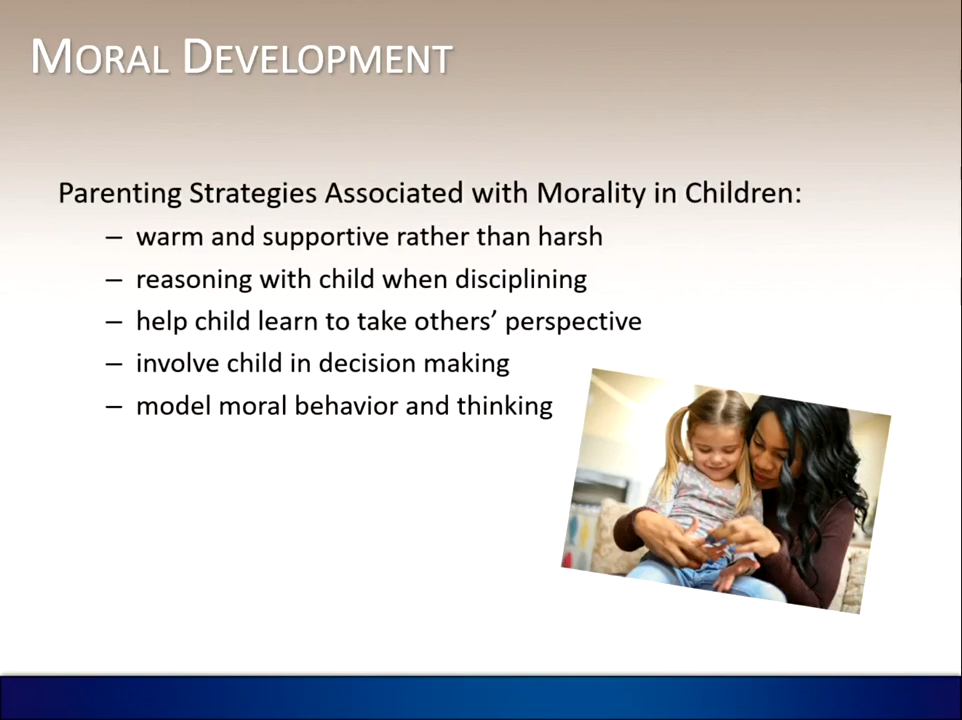 MORAL DEVELOPMENT
Parenting Strategies Associated with Morality in Children:
– warm and supportive rather than harsh
– reasoning with child when disciplining
– help child learn to take others’ perspective
– involve child in decision making
– model moral behavior and thinking